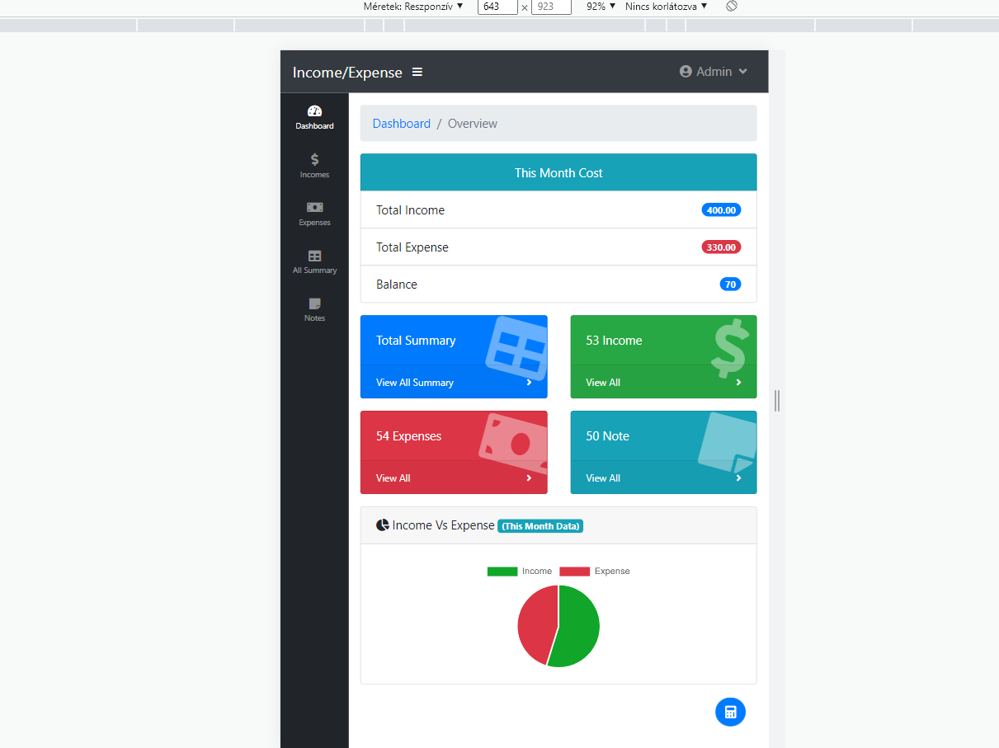 Méretek: Reszponzív ▼ 643 × 923 92% ▼ Nincs korlátozva ▼
Income/Expense Admin
Dashboard
Incomes
Expenses
All Summary
Notes
Dashboard / Overview
This Month Cost
Total Income 400.00
Total Expense 330.00
Balance 70
Total Summary
View All Summary
53 Income
View All
54 Expenses
View All
50 Note
View All
Income Vs Expense (This Month Data)
Income Expense